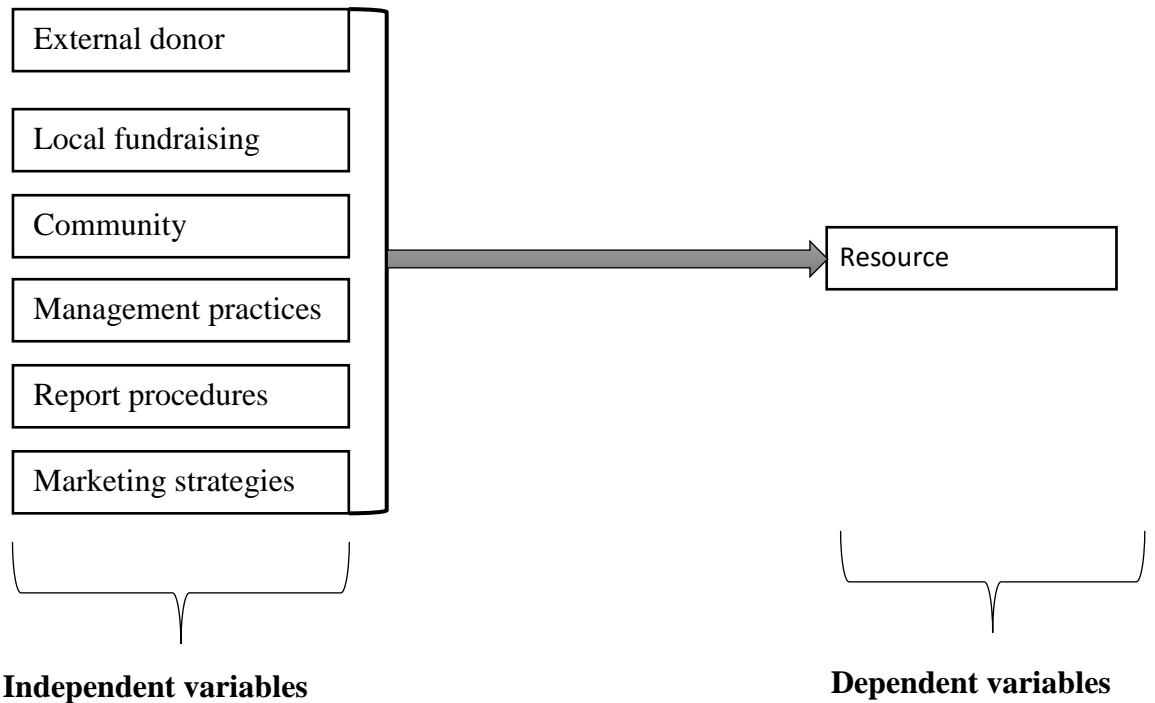 External donor
Local fundraising
Community
Management practices
Report procedures
Marketing strategies
Resource
Independent variables
Dependent variables